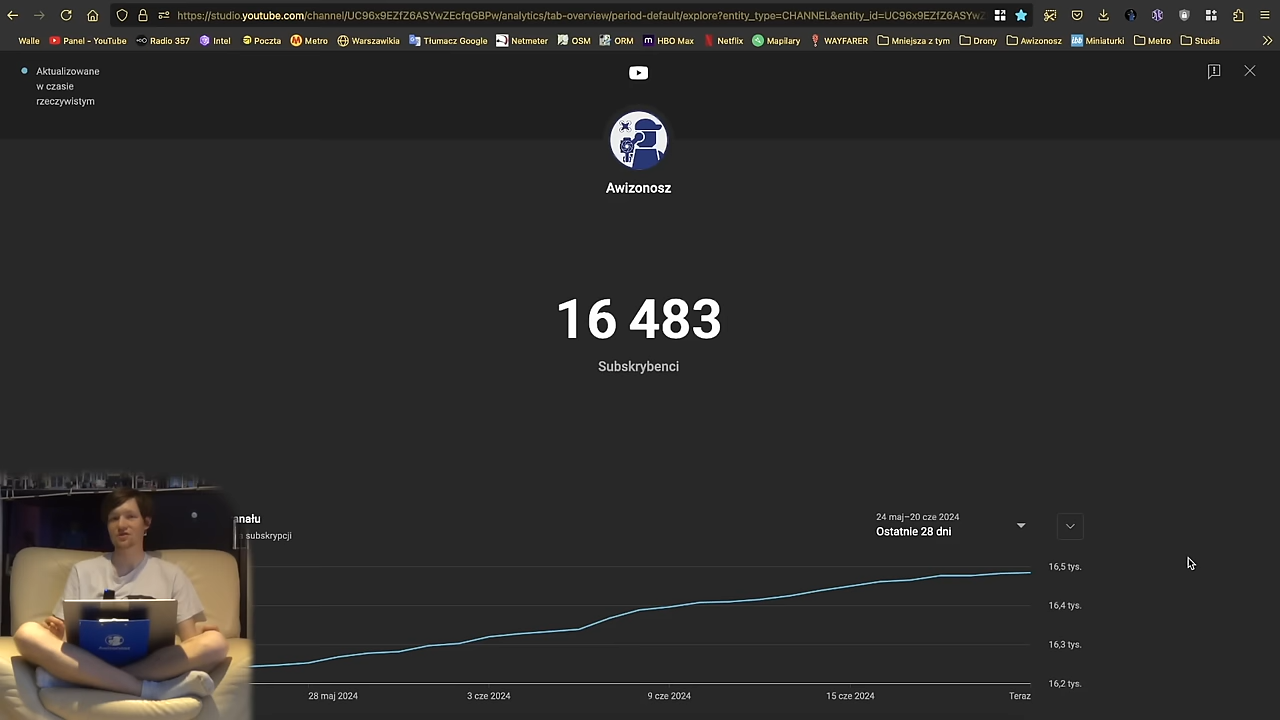 https://studio.youtube.com/channel/UC96x9EZfZ6ASYwZEcfqGBPw/analytics/tab-overview/period-default/explore?entity_type=CHANNEL&entity_id=UC96x9EZfZ6ASYwZ
Walle Panel - YouTube Radio 357 Intel Poczta Metro Warszawikia Tłumacz Google Netmeter OSM ORM HBO Max Netflix Mapilary WAYFARER Mniejsza z tym Drony Awizonosz Miniaturki Metro Studia
Aktualizowane
w czasie
rzeczywistym
Awizonosz
16 483
Subskrybenci
anału
subskrypcji
24 maj–20 cze 2024
Ostatnie 28 dni
16,5 tys.
16,4 tys.
16,3 tys.
16,2 tys.
28 maj 2024 3 cze 2024 9 cze 2024 15 cze 2024 Teraz